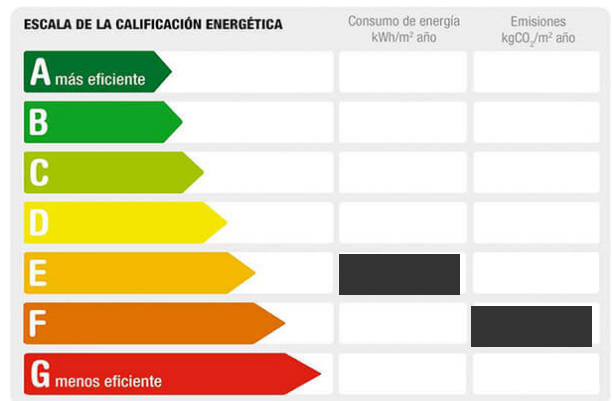 ESCALA DE LA CALIFICACIÓN ENERGÉTICA
Consumo de energía
kWh/m² año
Emisiones
kgCO₂/m² año
A más eficiente
B
C
D
E
F
G menos eficiente